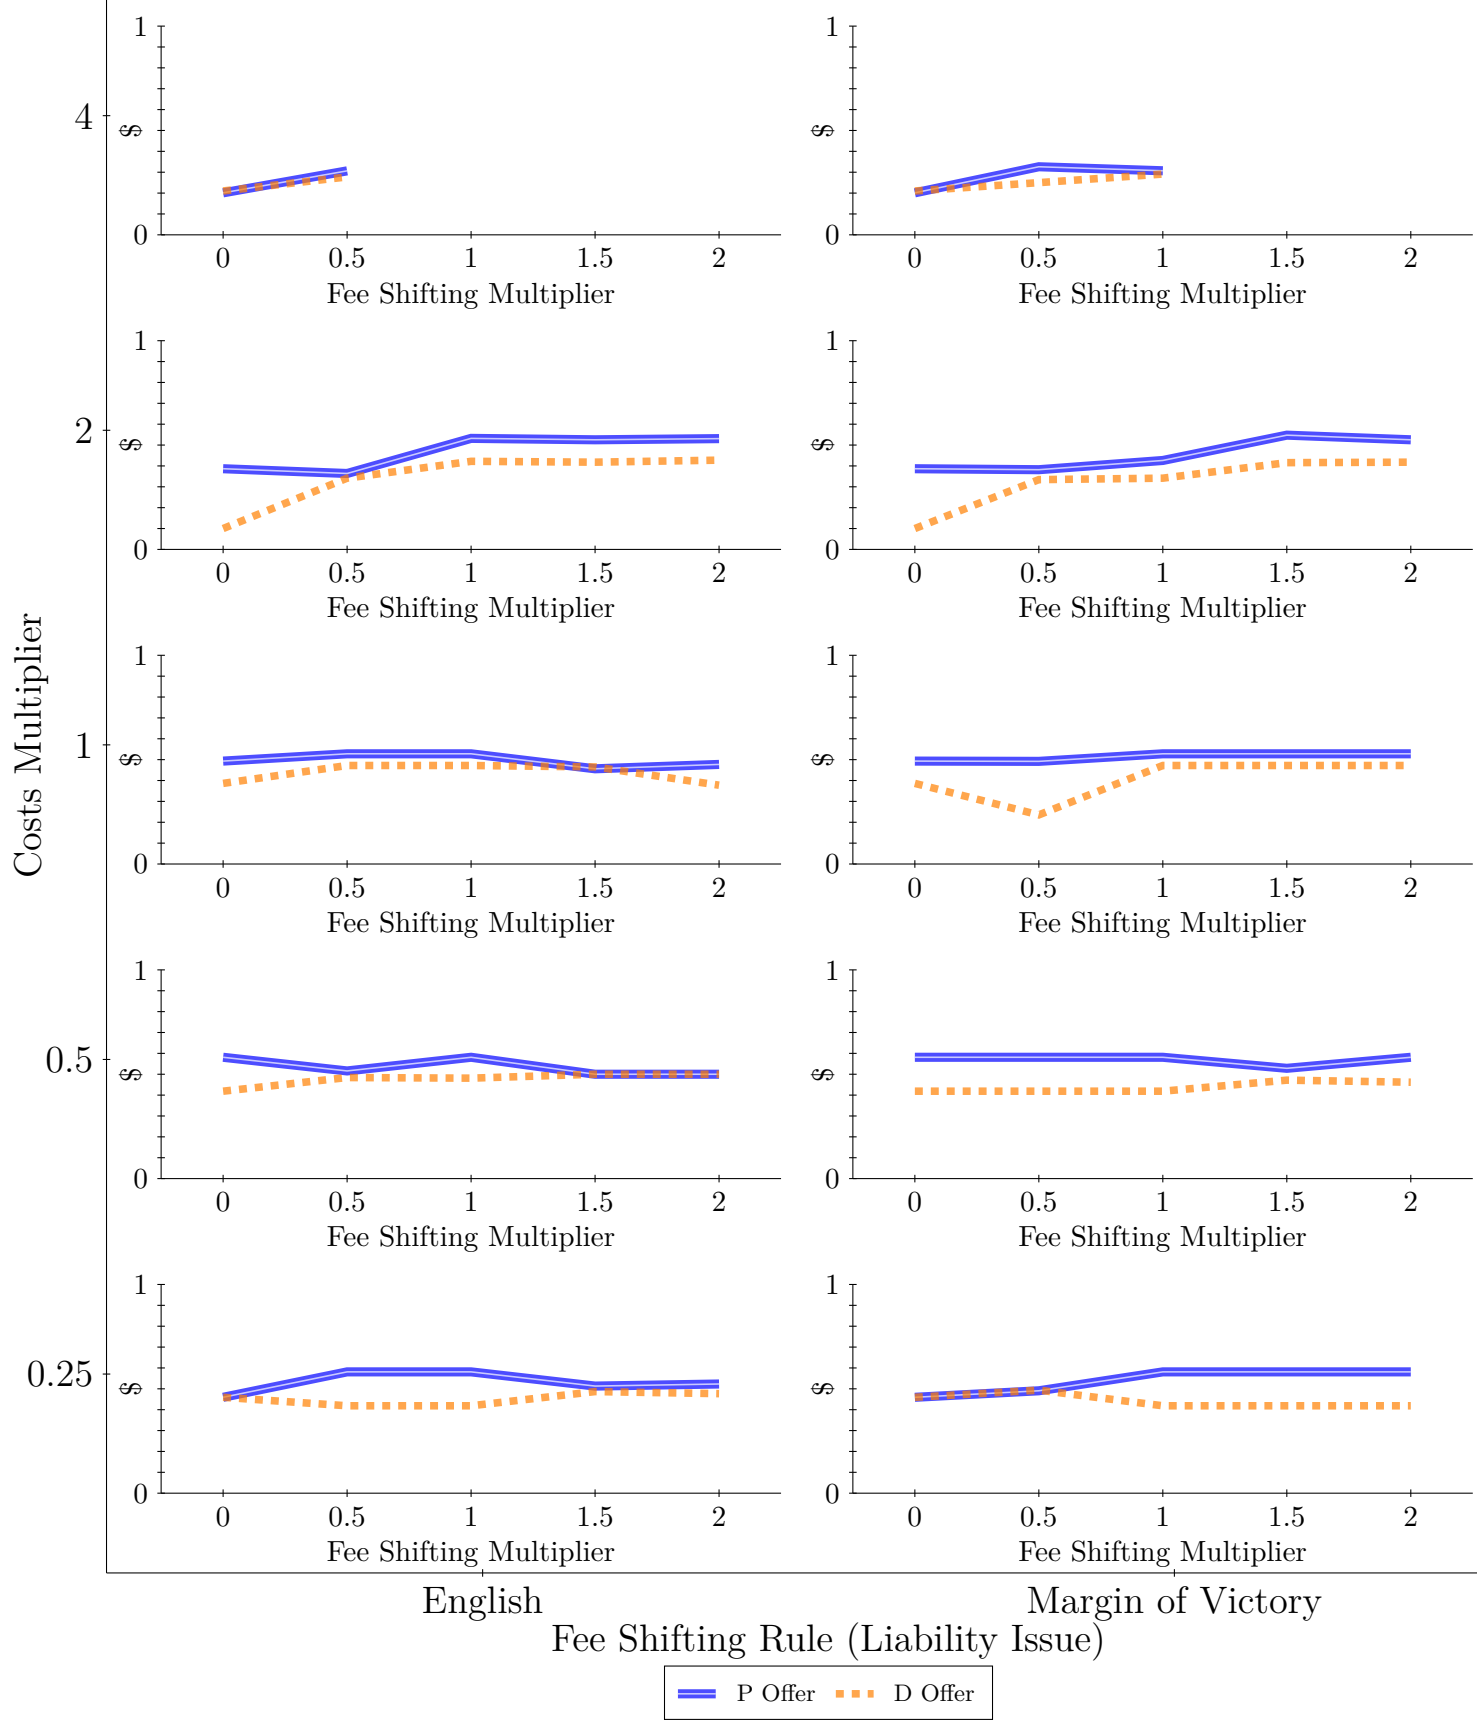 Costs Multiplier
4
1
$
0
0 0.5 1 1.5 2
Fee Shifting Multiplier
1
$
0
0 0.5 1 1.5 2
Fee Shifting Multiplier
2
1
$
0
0 0.5 1 1.5 2
Fee Shifting Multiplier
1
$
0
0 0.5 1 1.5 2
Fee Shifting Multiplier
1
1
$
0
0 0.5 1 1.5 2
Fee Shifting Multiplier
1
$
0
0 0.5 1 1.5 2
Fee Shifting Multiplier
0.5
1
$
0
0 0.5 1 1.5 2
Fee Shifting Multiplier
1
$
0
0 0.5 1 1.5 2
Fee Shifting Multiplier
0.25
1
$
0
0 0.5 1 1.5 2
Fee Shifting Multiplier
1
$
0
0 0.5 1 1.5 2
Fee Shifting Multiplier
English
Margin of Victory
Fee Shifting Rule (Liability Issue)
P Offer
D Offer